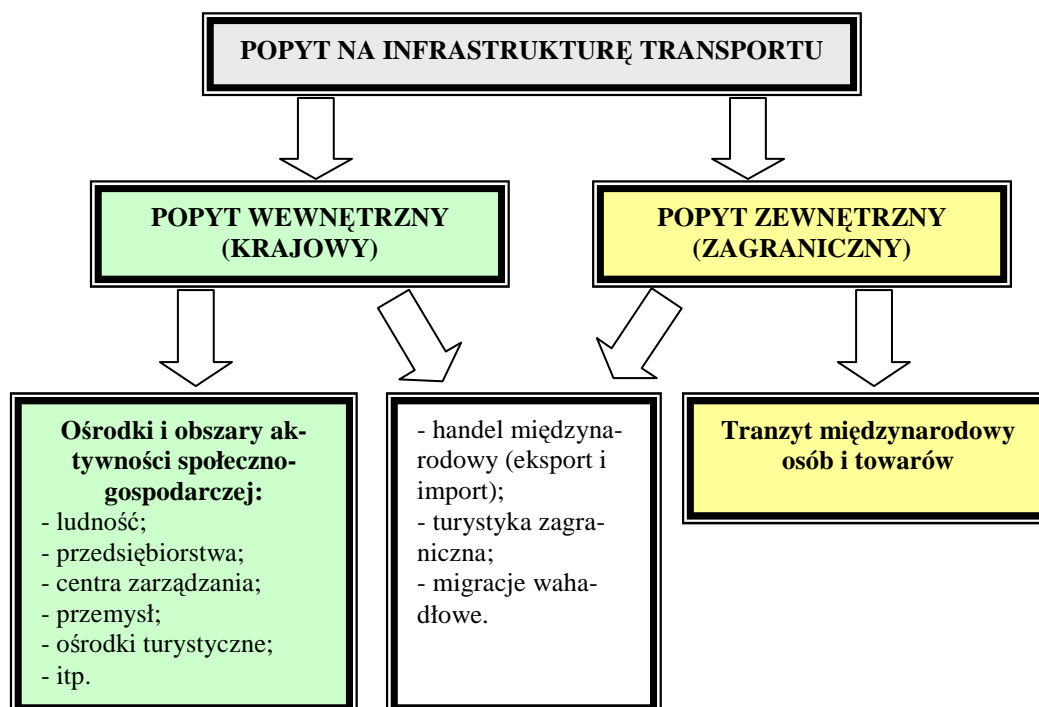 POPYT NA INFRASTRUKTURĘ TRANSPORTU
POPYT WEWNĘTRZNY
(KRAJOWY)
POPYT ZEWNĘTRZNY
(ZAGRANICZNY)
Ośrodki i obszary ak-
tywności społeczno-
gospodarczej:
- ludność;
- przedsiębiorstwa;
- centra zarządzania;
- przemysł;
- ośrodki turystyczne;
- itp.
- handel międzyna-
rodowy (eksport i
import);
- turystyka zagra-
niczna;
- migracje waha-
dłowe.
Tranzyt międzynarodowy
osób i towarów